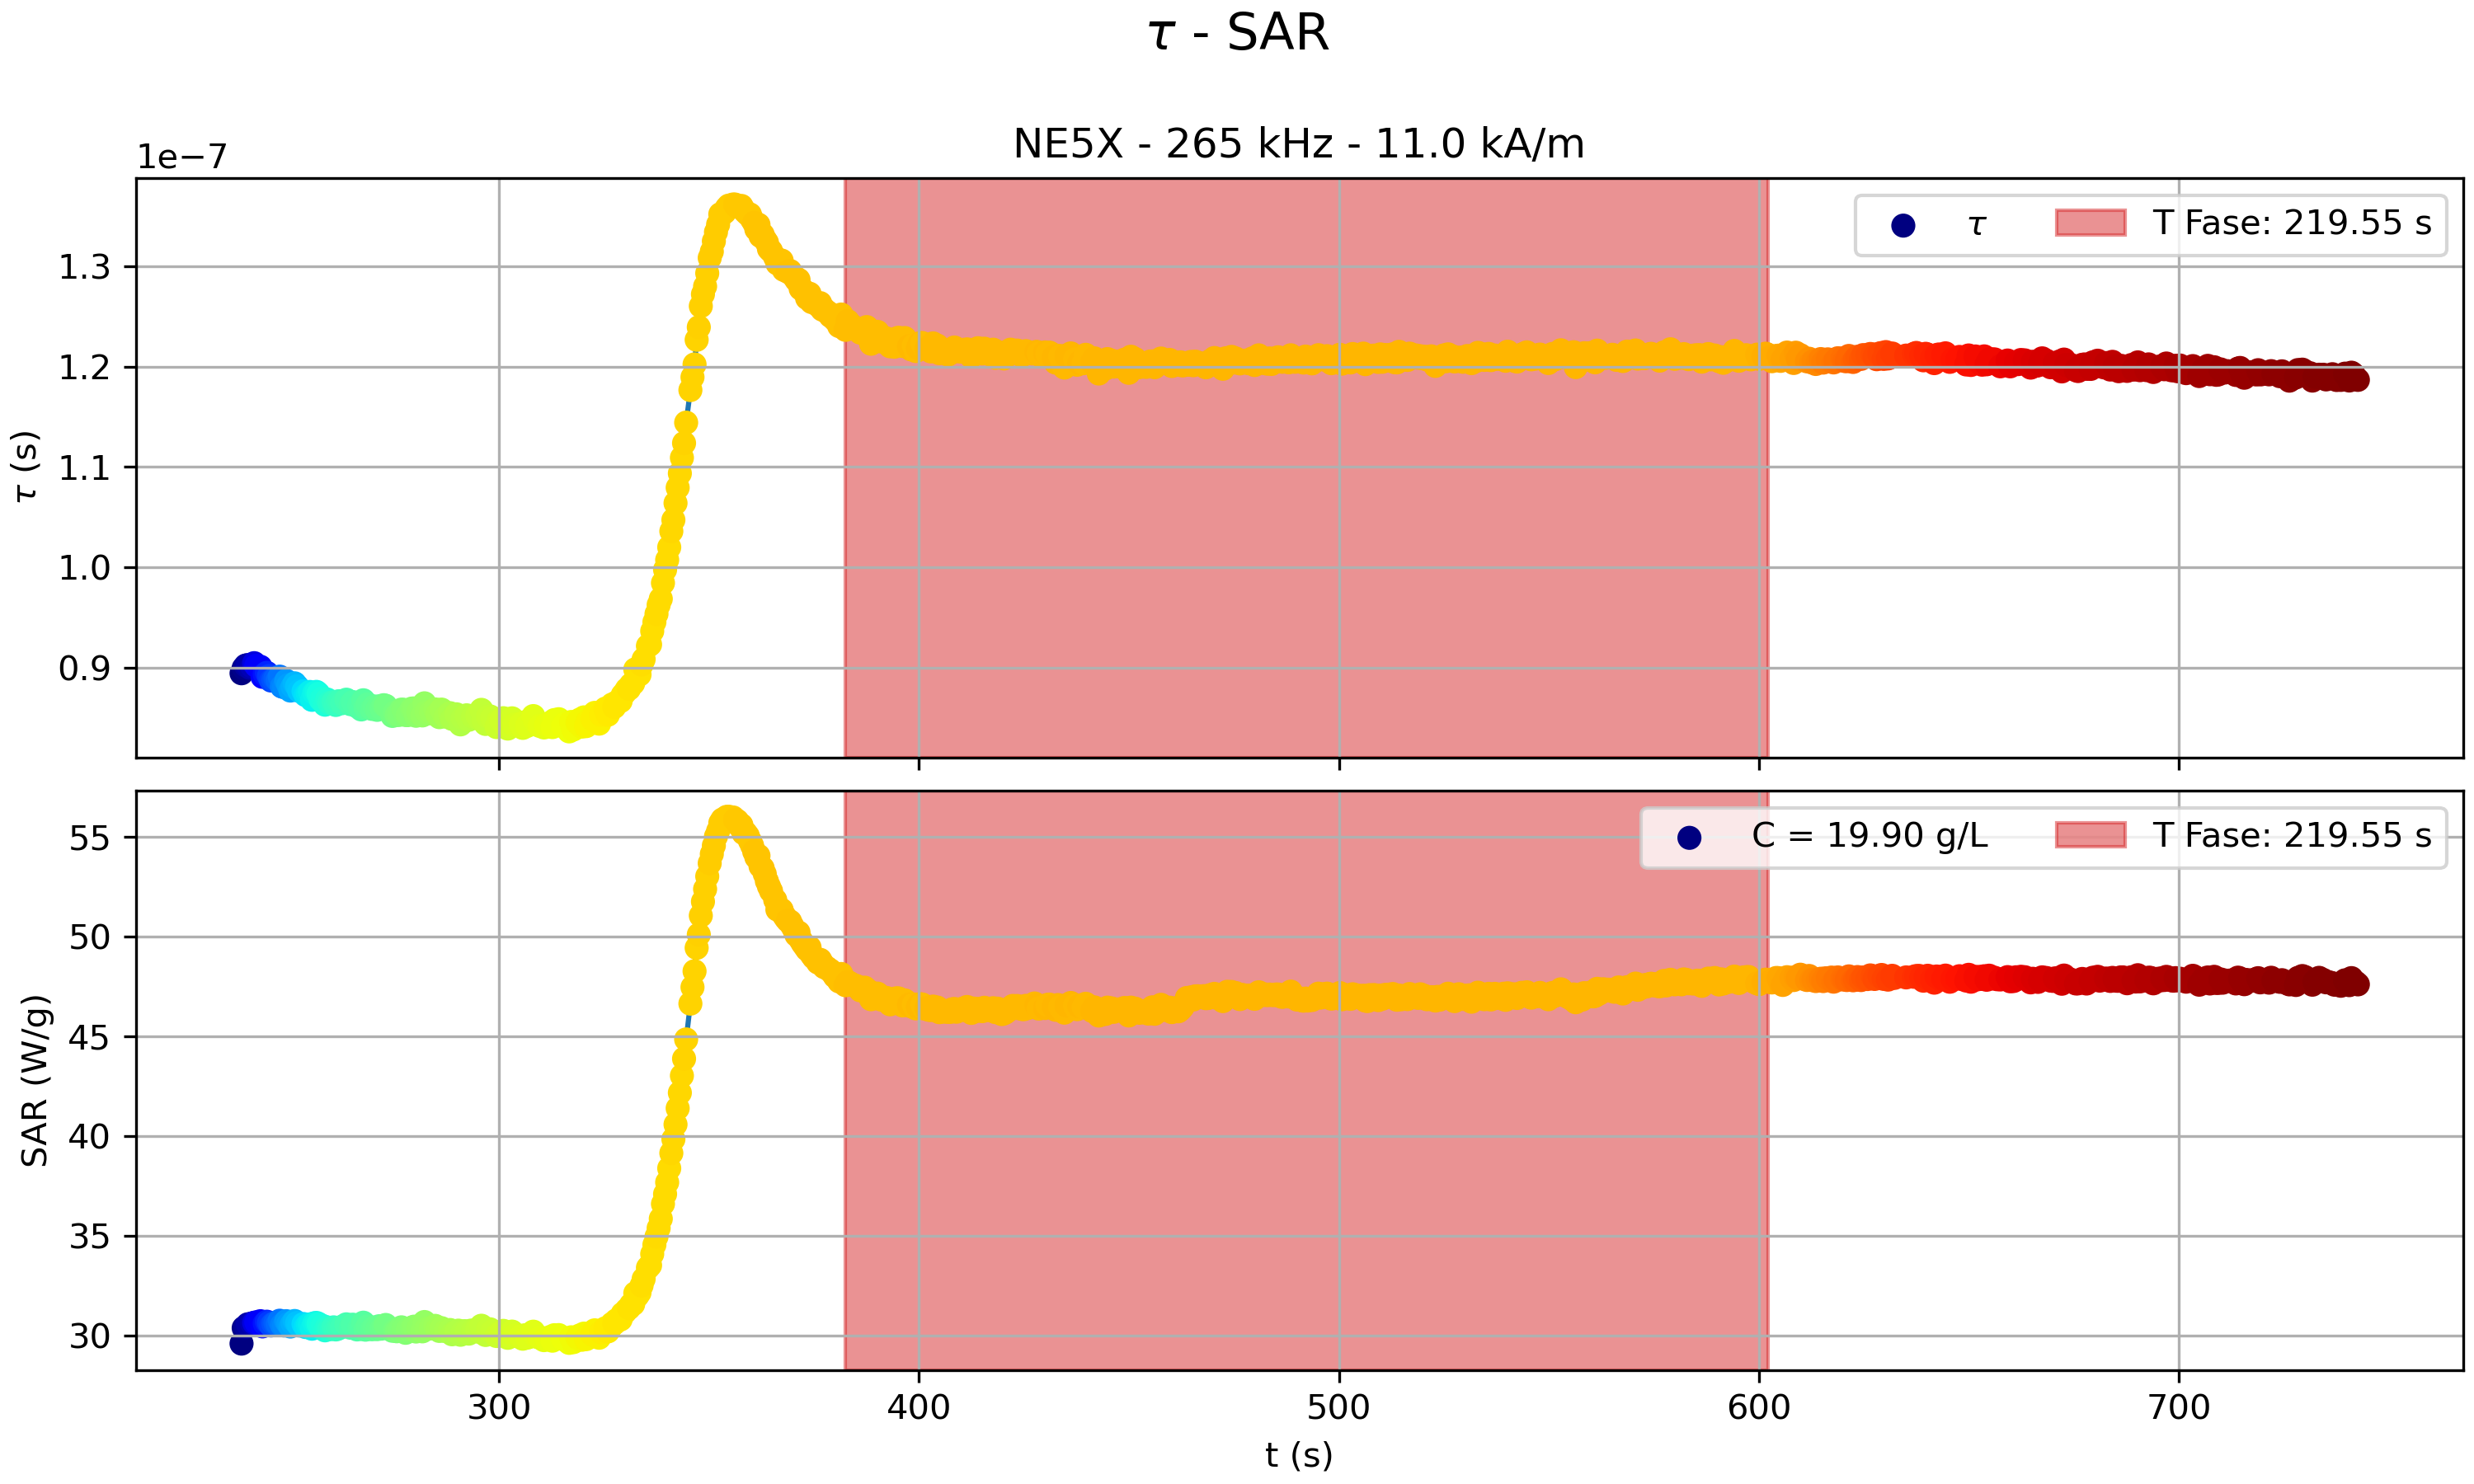 τ - SAR
NE5X - 265 kHz - 11.0 kA/m
1e−7
τ
T Fase: 219.55 s
1.3
1.2
1.1
1.0
0.9
τ (s)
C = 19.90 g/L
T Fase: 219.55 s
55
50
45
40
35
30
SAR (W/g)
300 400 500 600 700
t (s)